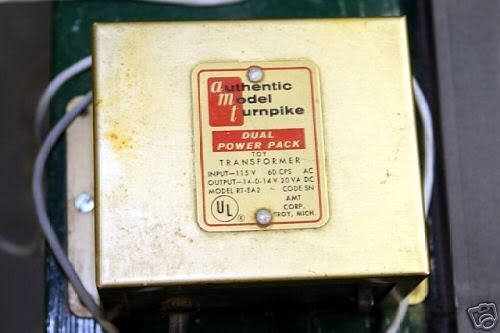 authentic
model
turnpike
DUAL
POWER PACK
TOY
TRANSFORMER
INPUT-115 V 60 CPS AC
OUTPUT-14-0-14 V 20 VA DC
MODEL RT-EA2 CODE SN
AMT
CORP.
TROY, MICH.
UL
®